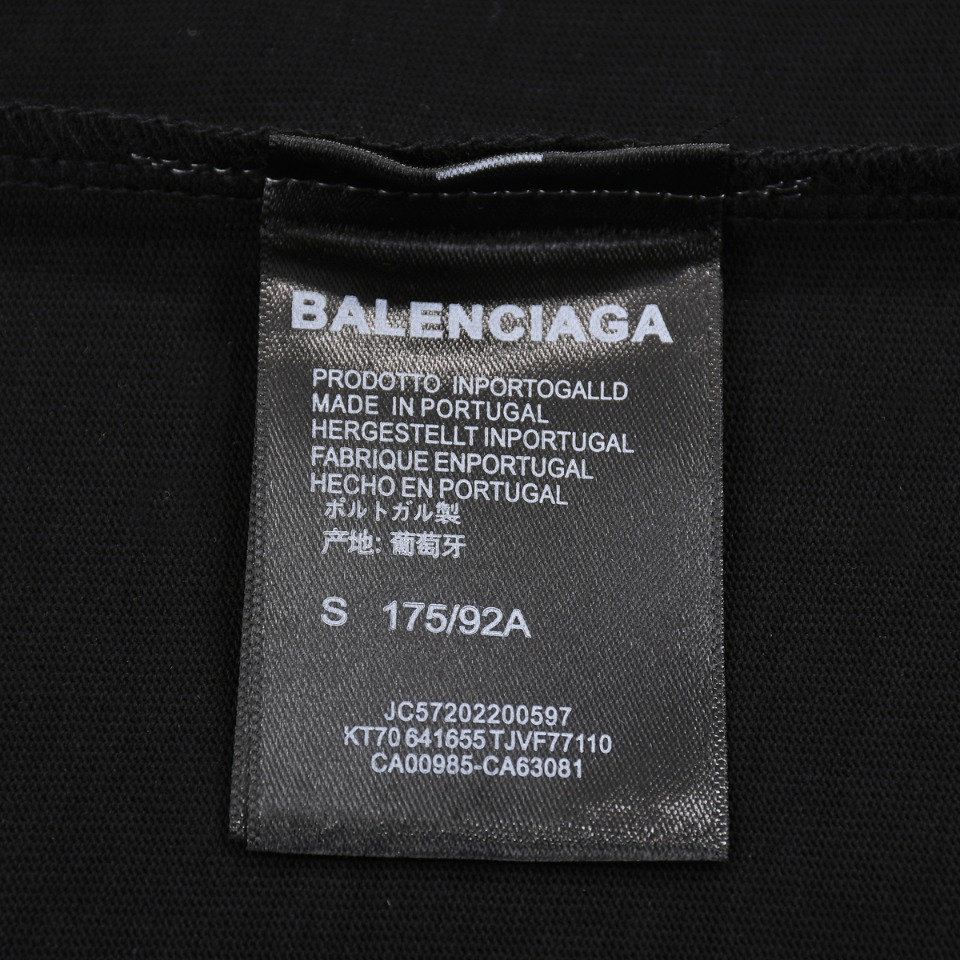 BALENCIAGA
PRODOTTO INPORTOGALLD
MADE IN PORTUGAL
HERGESTELLT INPORTUGAL
FABRIQUE ENPORTUGAL
HECHO EN PORTUGAL
ポルトガル製
产地: 葡萄牙
S 175/92A
JC57202200597
KT70 641655 TJVF77110
CA00985-CA63081